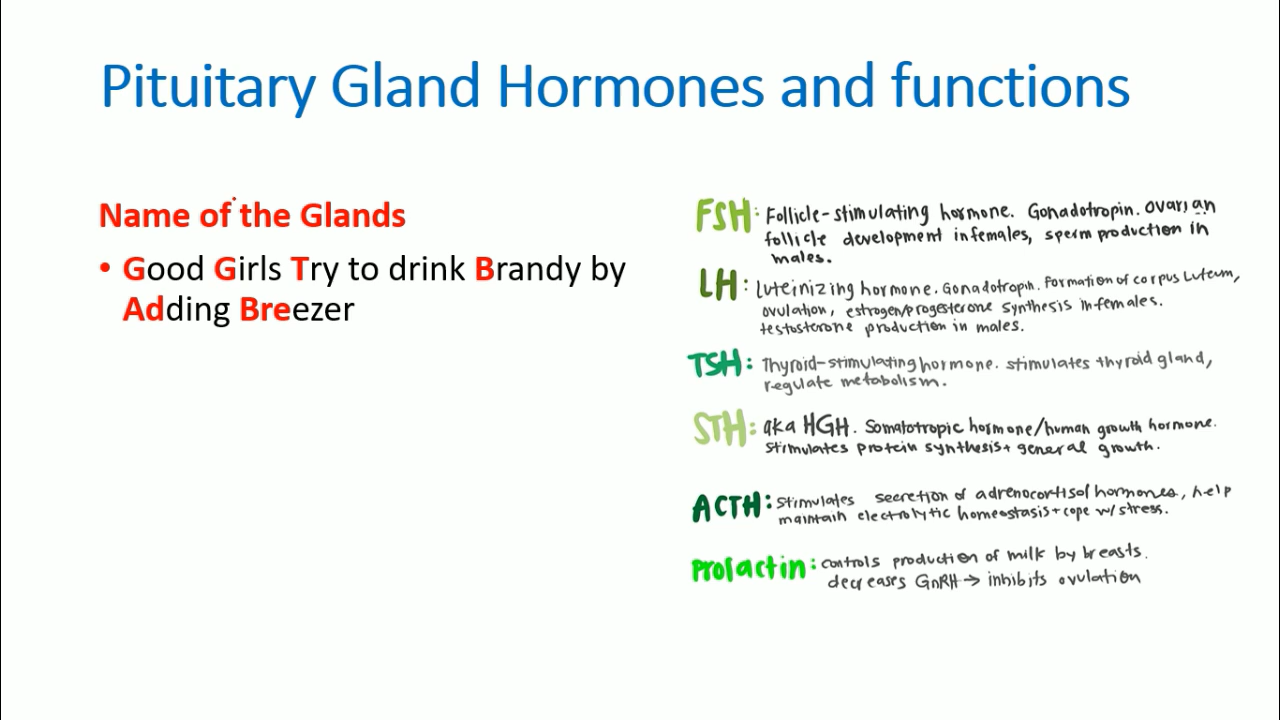 Pituitary Gland Hormones and functions
Name of the Glands
• Good Girls Try to drink Brandy by
Adding Breezer
FSH: Follicle-stimulating hormone. Gonadotropin. Ovarian
follicle development in females, sperm production in
males.
LH: Luteinizing hormone. Gonadotropin. Formation of corpus luteum,
ovulation, estrogen/progesterone synthesis in females.
testosterone production in males.
TSH: Thyroid-stimulating hormone. stimulates thyroid gland,
regulate metabolism.
STH: aka HGH. Somatotropic hormone/human growth hormone.
Stimulates protein synthesis + general growth.
ACTH: Stimulates secretion of adrenocortisol hormones, help
maintain electrolytic homeostasis + cope w/ stress.
Prolactin: controls production of milk by breasts.
decreases GnRH → inhibits ovulation